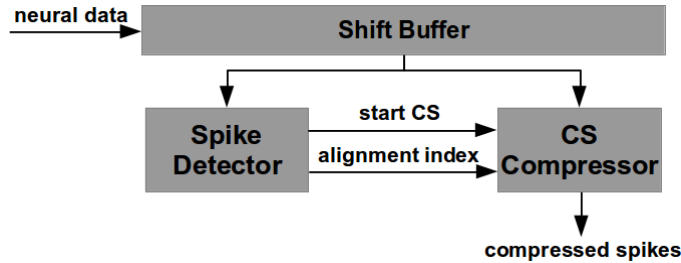 neural data
Shift Buffer
Spike
Detector
start CS
alignment index
CS
Compressor
compressed spikes